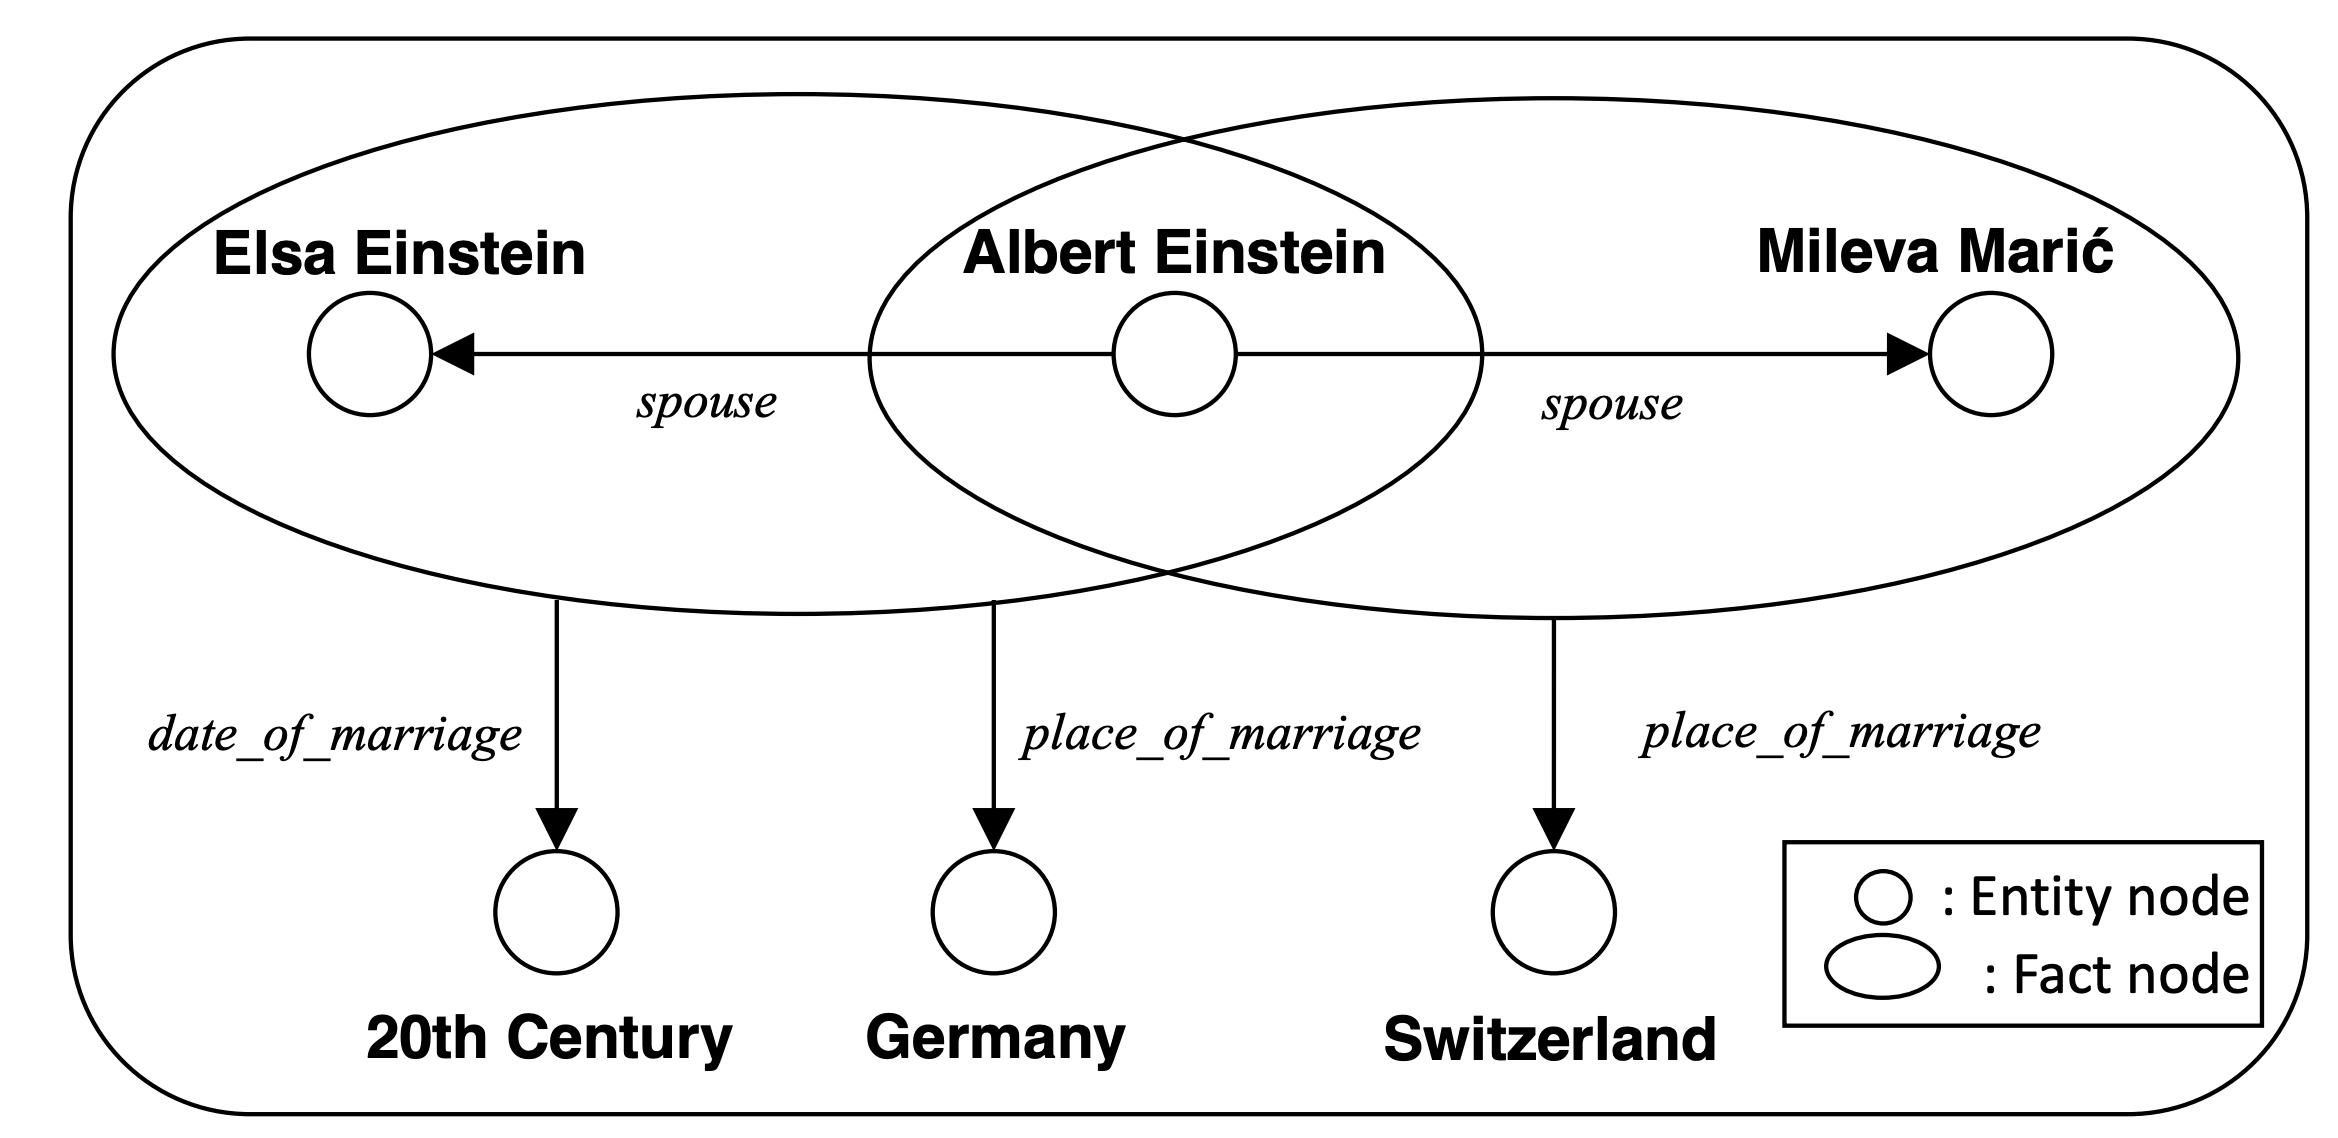 Elsa Einstein
Albert Einstein
Mileva Marić
spouse
spouse
date_of_marriage
place_of_marriage
place_of_marriage
20th Century
Germany
Switzerland
: Entity node
: Fact node